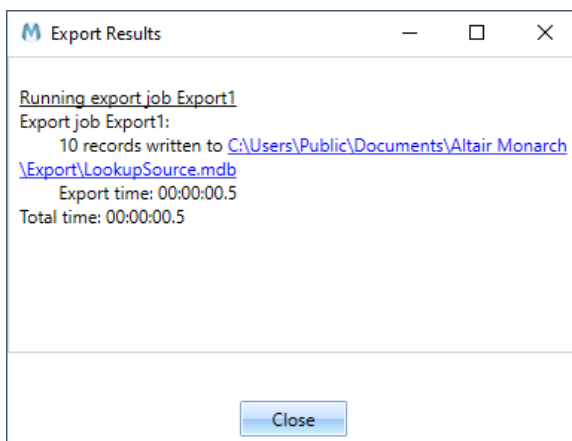 Export Results
Running export job Export1
Export job Export1:
10 records written to C:\Users\Public\Documents\Altair Monarch
\Export\LookupSource.mdb
Export time: 00:00:00.5
Total time: 00:00:00.5
Close